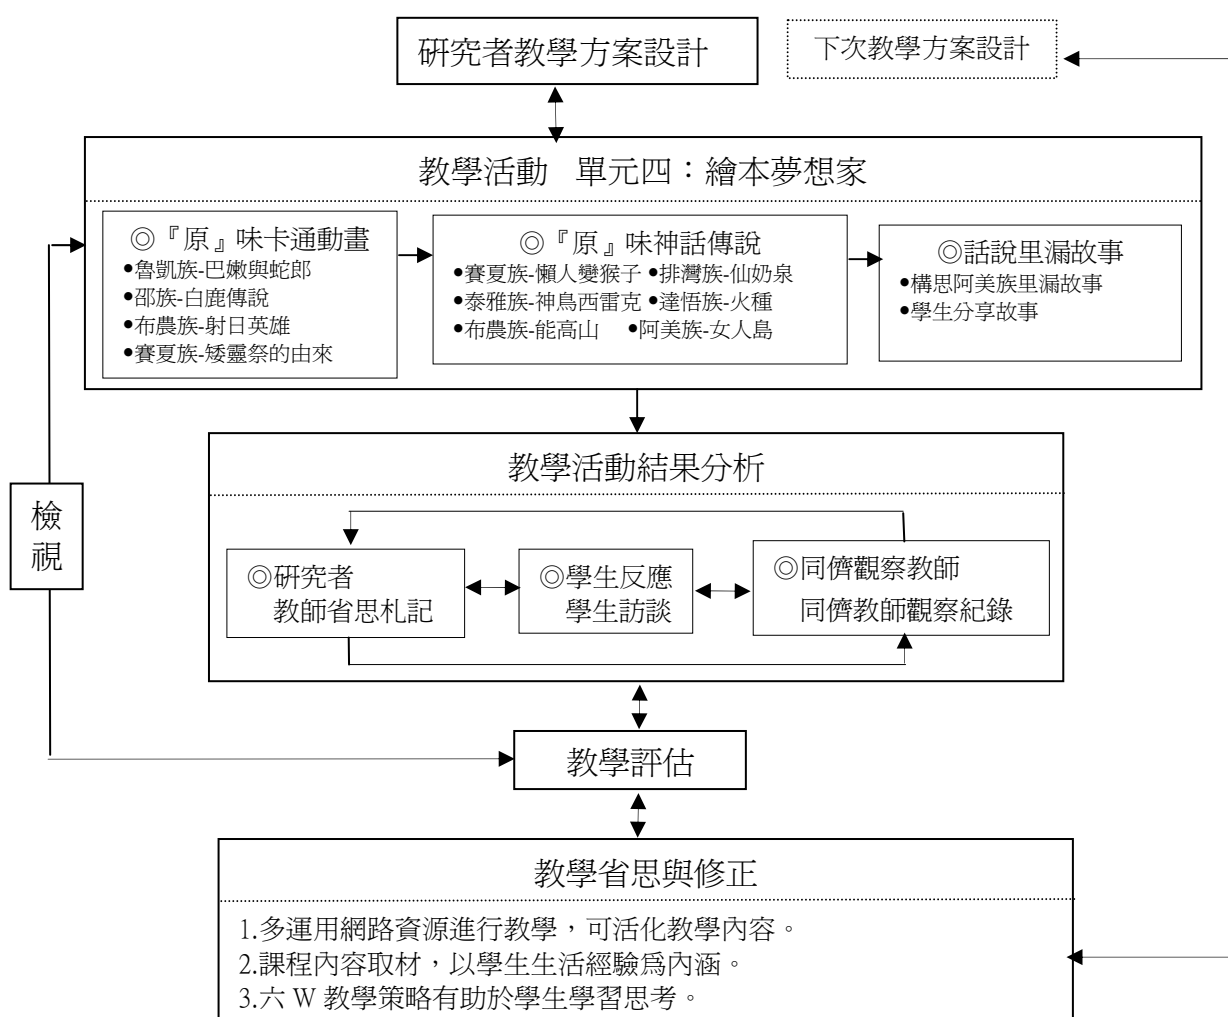 研究者教學方案設計
下次教學方案設計
教學活動 單元四：繪本夢想家
◎『原』味卡通動畫
●魯凱族-巴嫩與蛇郎
●邵族-白鹿傳說
●布農族-射日英雄
●賽夏族-矮靈祭的由來
◎『原』味神話傳說
●賽夏族-懶人變猴子 ●排灣族-仙奶泉
●泰雅族-神鳥西雷克 ●達悟族-火種
●布農族-能高山 ●阿美族-女人島
◎話說里漏故事
●構思阿美族里漏故事
●學生分享故事
教學活動結果分析
檢
視
◎研究者
教師省思札記
◎學生反應
學生訪談
◎同儕觀察教師
同儕教師觀察紀錄
教學評估
教學省思與修正
1.多運用網路資源進行教學，可活化教學內容。
2.課程內容取材，以學生生活經驗為內涵。
3.六 W 教學策略有助於學生學習思考。